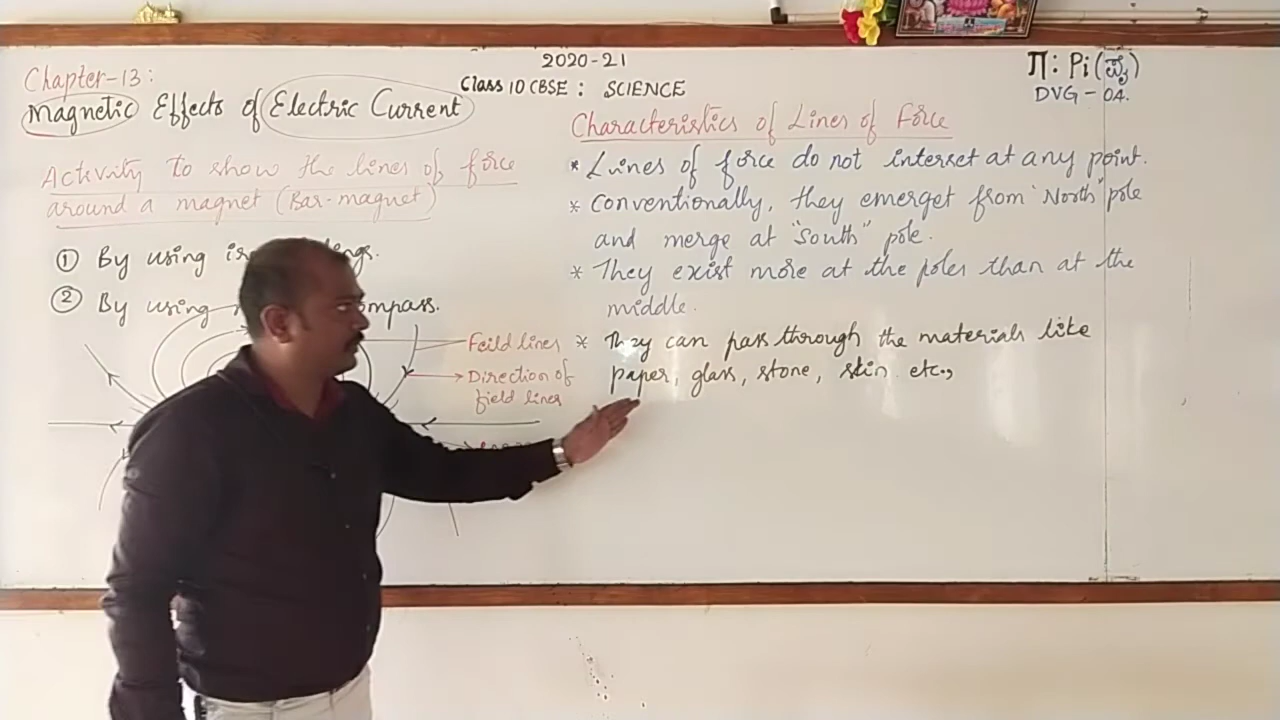 2020-21
Class 10 CBSE : SCIENCE
Π: Pi(ಪೈ)
DVG-04.
Chapter-13:
Magnetic Effects of Electric Current
Activity to show the lines of force
around a magnet (Bar-magnet)
① By using
② By using
Feild lines
Direction of
field lines
Characteristics of Lines of Force
* Lines of force do not interset at any point.
* Conventionally, they emerget from "North" pole
and merge at "South" pole.
* They exist more at the poles than at the
middle.
* They can pass through the materials like
paper, glass, stone, skin etc.,